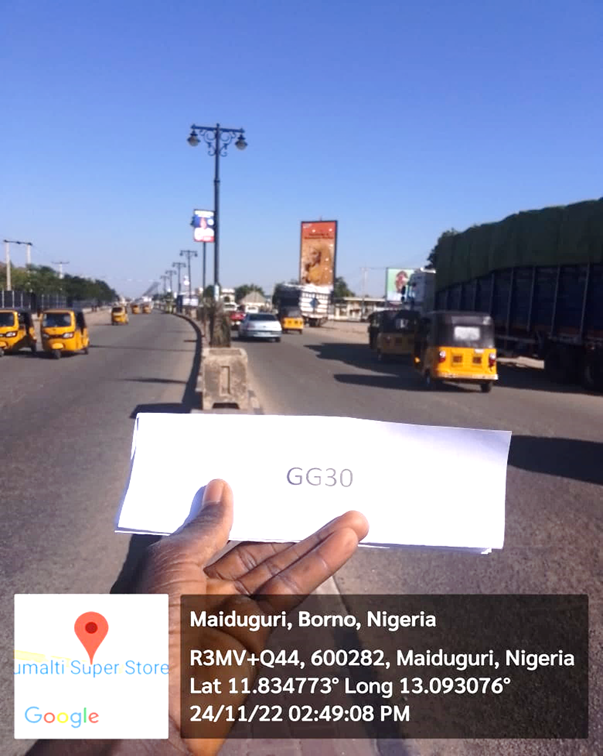 GG30
Maiduguri, Borno, Nigeria
R3MV+Q44, 600282, Maiduguri, Nigeria
Lat 11.834773° Long 13.093076°
24/11/22 02:49:08 PM
umalti Super Store
Google